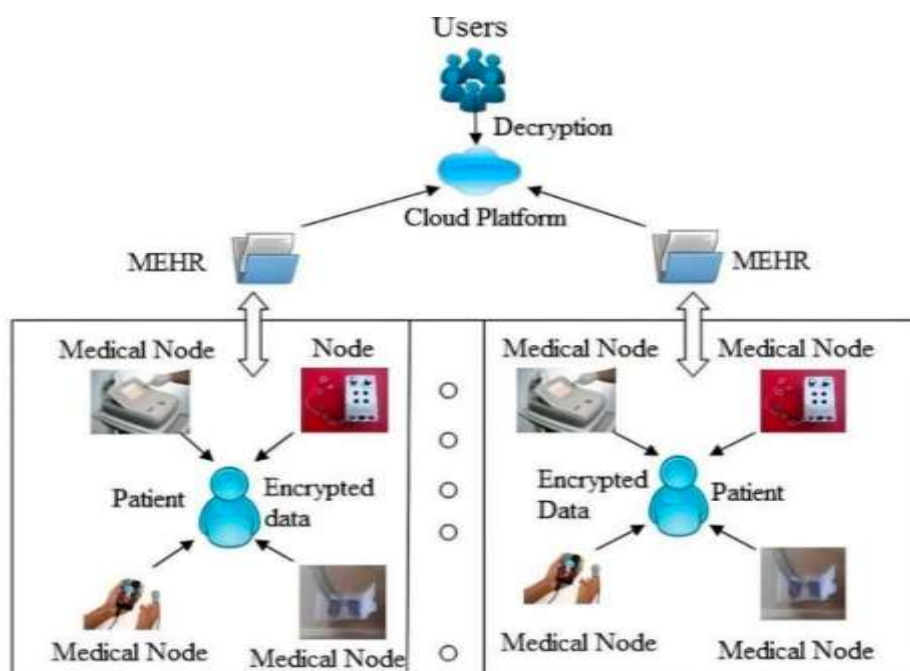 Users
Decryption
Cloud Platform
MEHR
MEHR
Medical Node
Node
Medical Node
Medical Node
Patient
Encrypted
data
Encrypted
Data
Patient
Medical Node
Medical Node
Medical Node
Medical Node